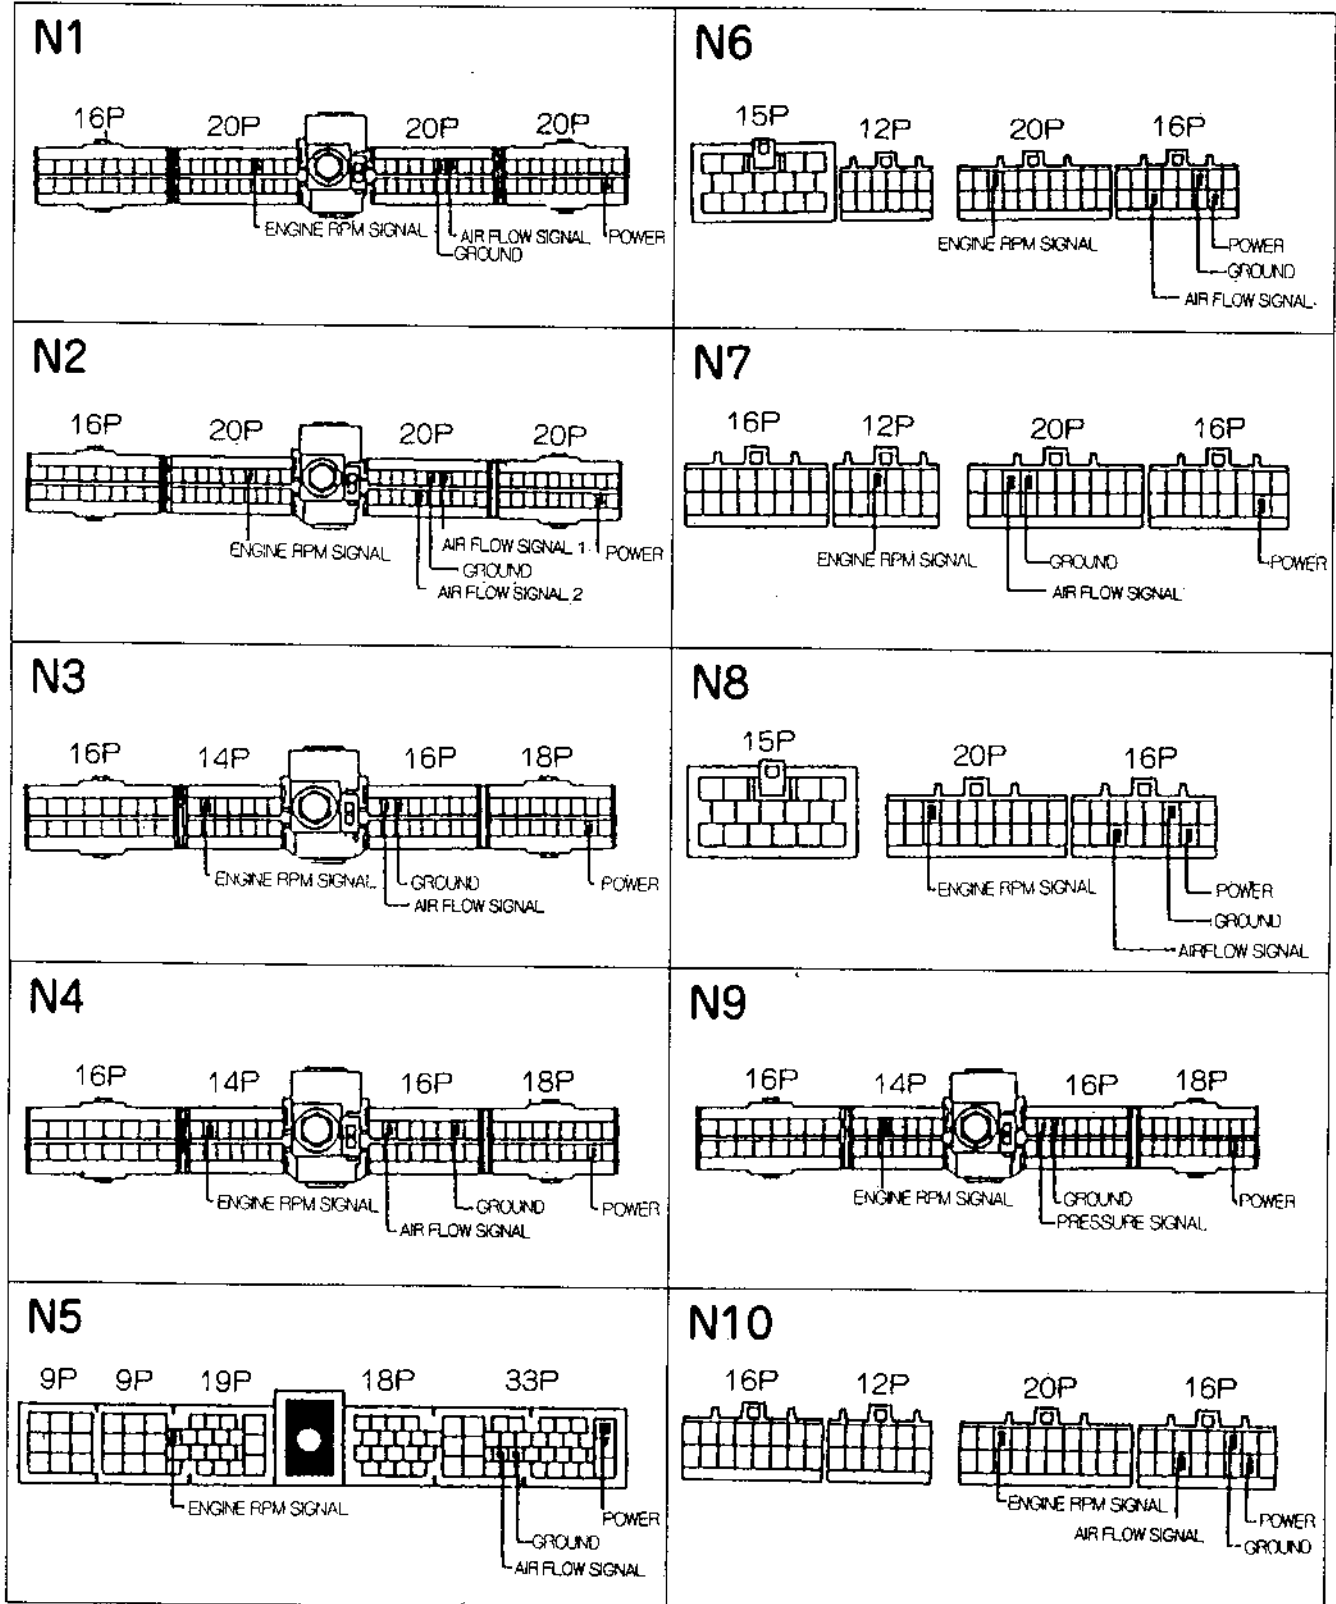 N1
16P 20P 20P 20P
ENGINE RPM SIGNAL
AIR FLOW SIGNAL
POWER
GROUND
N2
16P 20P 20P 20P
ENGINE RPM SIGNAL
AIR FLOW SIGNAL 1
POWER
GROUND
AIR FLOW SIGNAL 2
N3
16P 14P 16P 18P
ENGINE RPM SIGNAL
GROUND
POWER
AIR FLOW SIGNAL
N4
16P 14P 16P 18P
ENGINE RPM SIGNAL
GROUND
POWER
AIR FLOW SIGNAL
N5
9P 9P 19P 18P 33P
ENGINE RPM SIGNAL
POWER
GROUND
AIR FLOW SIGNAL
N6
15P 12P 20P 16P
ENGINE RPM SIGNAL
POWER
GROUND
AIR FLOW SIGNAL
N7
16P 12P 20P 16P
ENGINE RPM SIGNAL
GROUND
POWER
AIR FLOW SIGNAL
N8
15P 20P 16P
ENGINE RPM SIGNAL
POWER
GROUND
AIRFLOW SIGNAL
N9
16P 14P 16P 18P
ENGINE RPM SIGNAL
GROUND
POWER
PRESSURE SIGNAL
N10
16P 12P 20P 16P
ENGINE RPM SIGNAL
POWER
AIR FLOW SIGNAL
GROUND